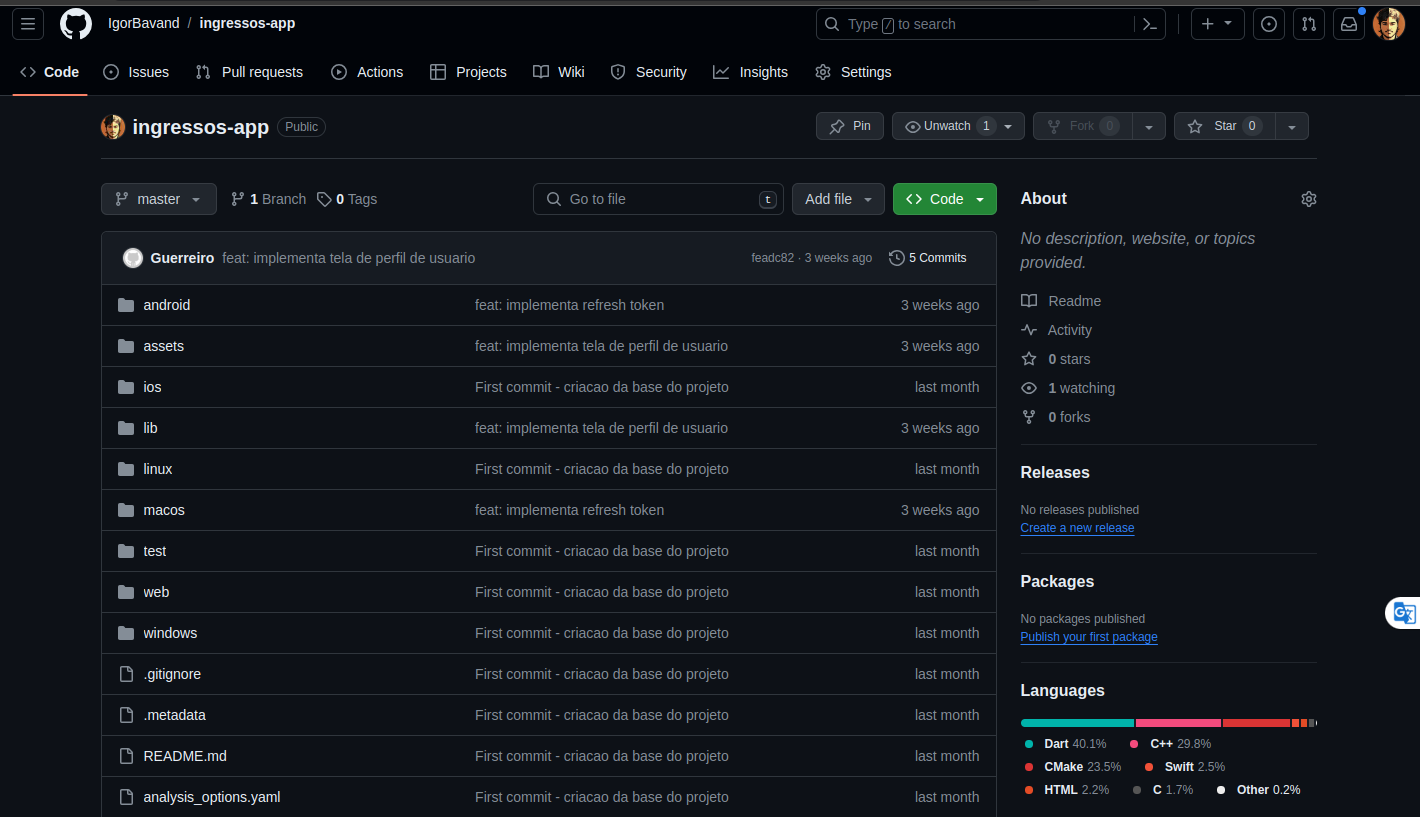 IgorBavand / ingressos-app
Type / to search
Code Issues Pull requests Actions Projects Wiki Security Insights Settings
ingressos-app Public
Pin Unwatch 1 Fork 0 Star 0
master 1 Branch 0 Tags Go to file t Add file Code
Guerreiro feat: implementa tela de perfil de usuario feadc82 · 3 weeks ago 5 Commits
android feat: implementa refresh token 3 weeks ago
assets feat: implementa tela de perfil de usuario 3 weeks ago
ios First commit - criacao da base do projeto last month
lib feat: implementa tela de perfil de usuario 3 weeks ago
linux First commit - criacao da base do projeto last month
macos feat: implementa refresh token 3 weeks ago
test First commit - criacao da base do projeto last month
web First commit - criacao da base do projeto last month
windows First commit - criacao da base do projeto last month
.gitignore First commit - criacao da base do projeto last month
.metadata First commit - criacao da base do projeto last month
README.md First commit - criacao da base do projeto last month
analysis_options.yaml First commit - criacao da base do projeto last month
About
No description, website, or topics
provided.
Readme
Activity
0 stars
1 watching
0 forks
Releases
No releases published
Create a new release
Packages
No packages published
Publish your first package
Languages
Dart 40.1% C++ 29.8%
CMake 23.5% Swift 2.5%
HTML 2.2% C 1.7% Other 0.2%